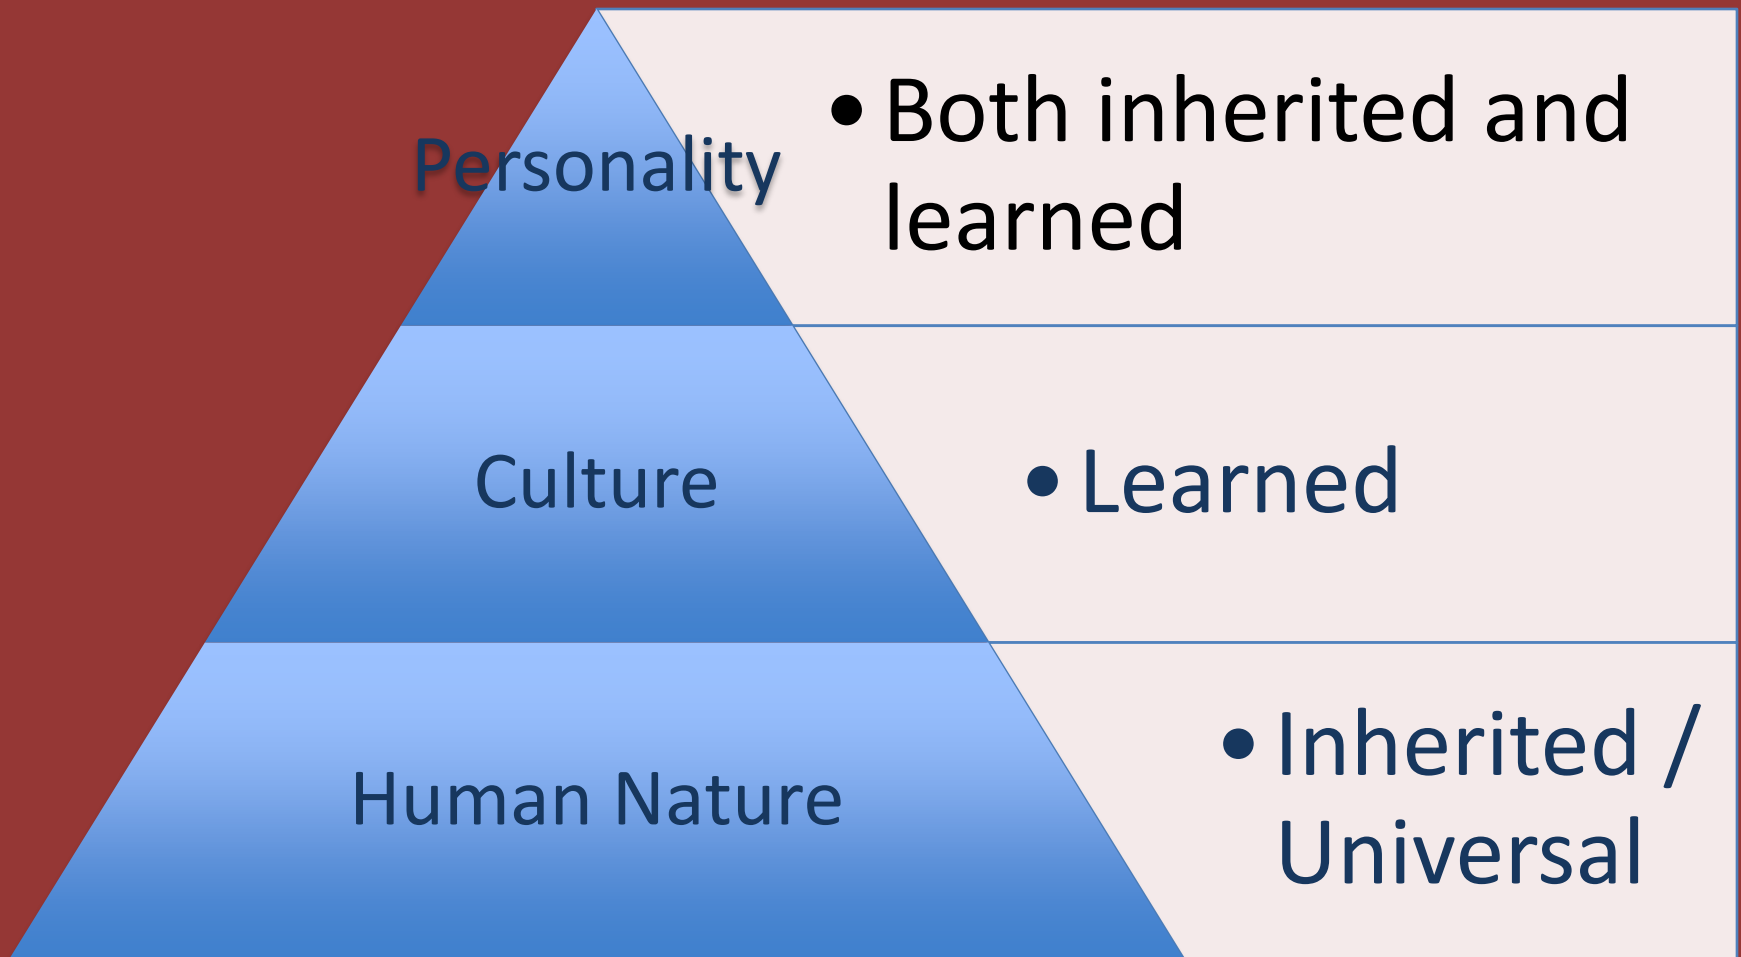 Personality
• Both inherited and
learned
Culture
• Learned
Human Nature
• Inherited /
Universal